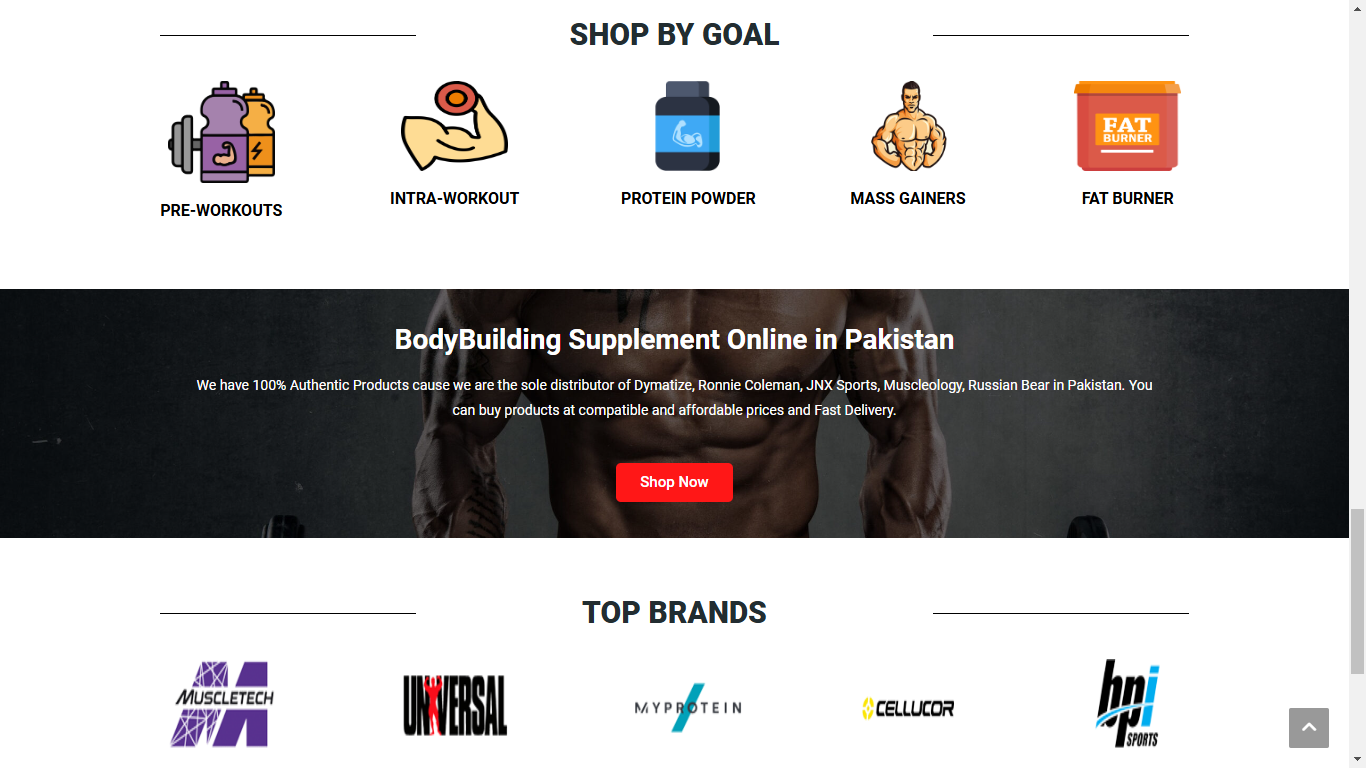 SHOP BY GOAL
FAT
BURNER
PRE-WORKOUTS
INTRA-WORKOUT
PROTEIN POWDER
MASS GAINERS
FAT BURNER
BodyBuilding Supplement Online in Pakistan
We have 100% Authentic Products cause we are the sole distributor of Dymatize, Ronnie Coleman, JNX Sports, Muscleology, Russian Bear in Pakistan. You
can buy products at compatible and affordable prices and Fast Delivery.
Shop Now
TOP BRANDS
MUSCLETECH
UNIVERSAL
MYPROTEIN
CELLUCOR
bpi
SPORTS